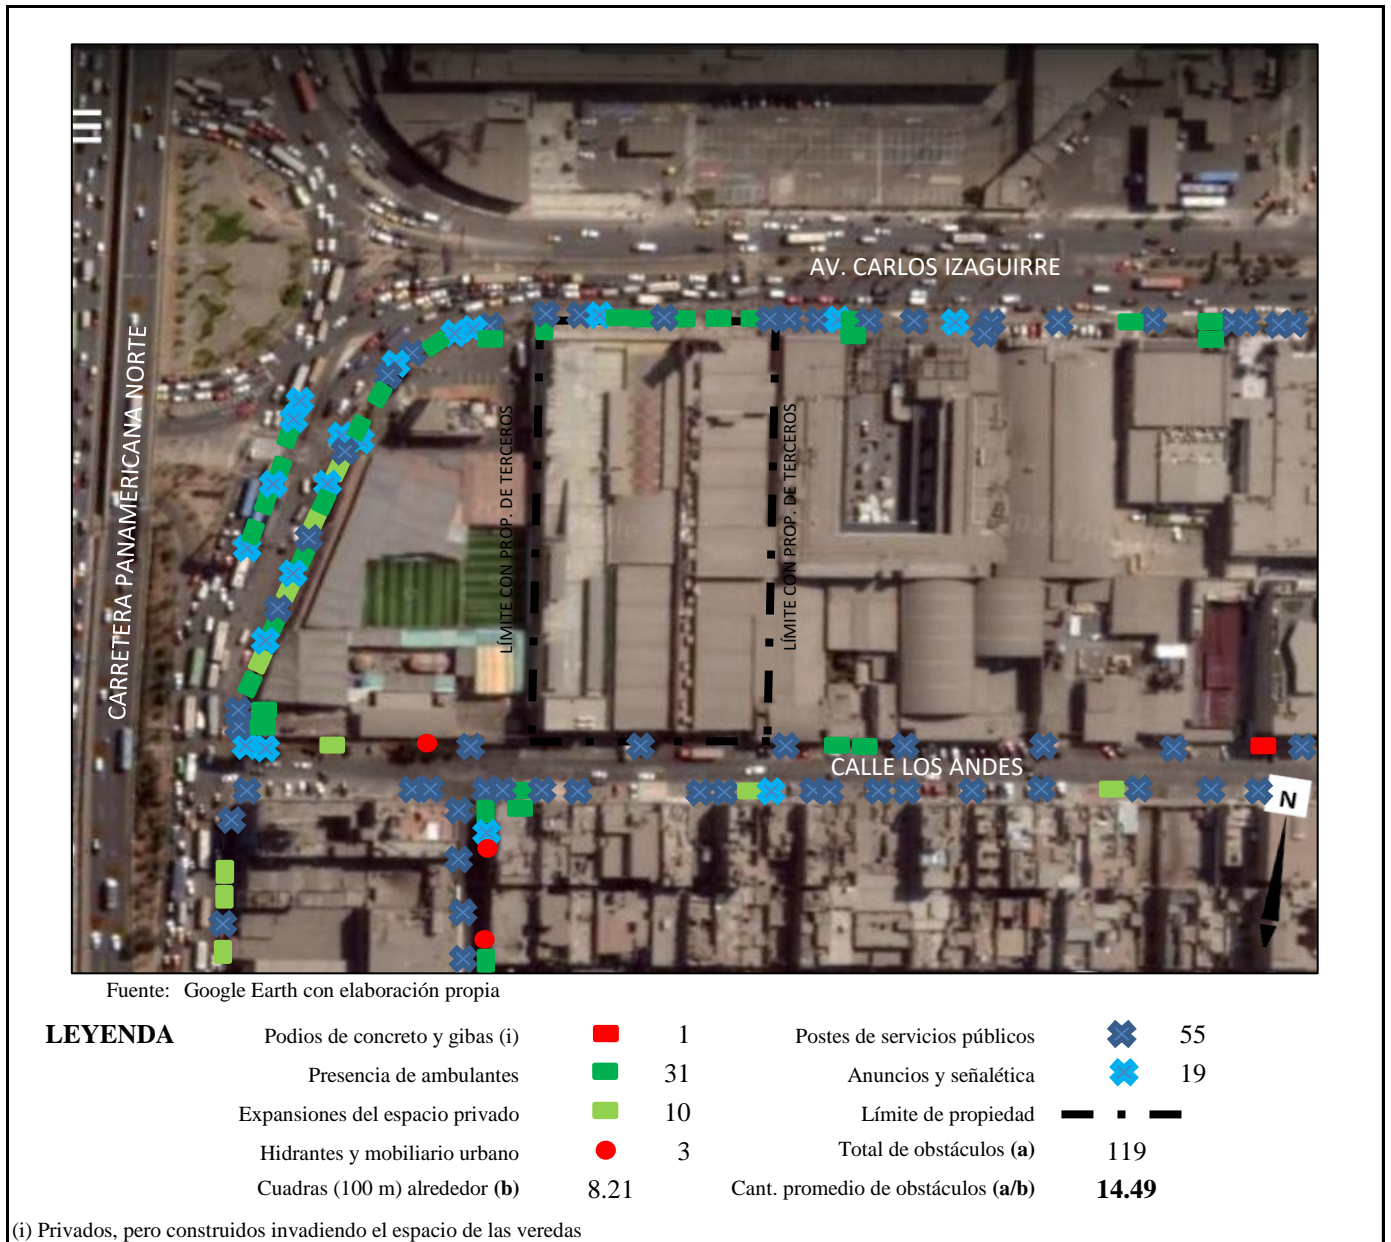 AV. CARLOS IZAGUIRRE
CARRETERA PANAMERICANA NORTE
LÍMITE CON PROP. DE TERCEROS
LÍMITE CON PROP. DE TERCEROS
CALLE LOS ANDES
N
Fuente: Google Earth con elaboración propia
LEYENDA
Podios de concreto y gibas (i) 1
Postes de servicios públicos 55
Presencia de ambulantes 31
Anuncios y señalética 19
Expansiones del espacio privado 10
Límite de propiedad
Hidrantes y mobiliario urbano 3
Total de obstáculos (a) 119
Cuadras (100 m) alrededor (b) 8.21
Cant. promedio de obstáculos (a/b) 14.49
(i) Privados, pero construidos invadiendo el espacio de las veredas